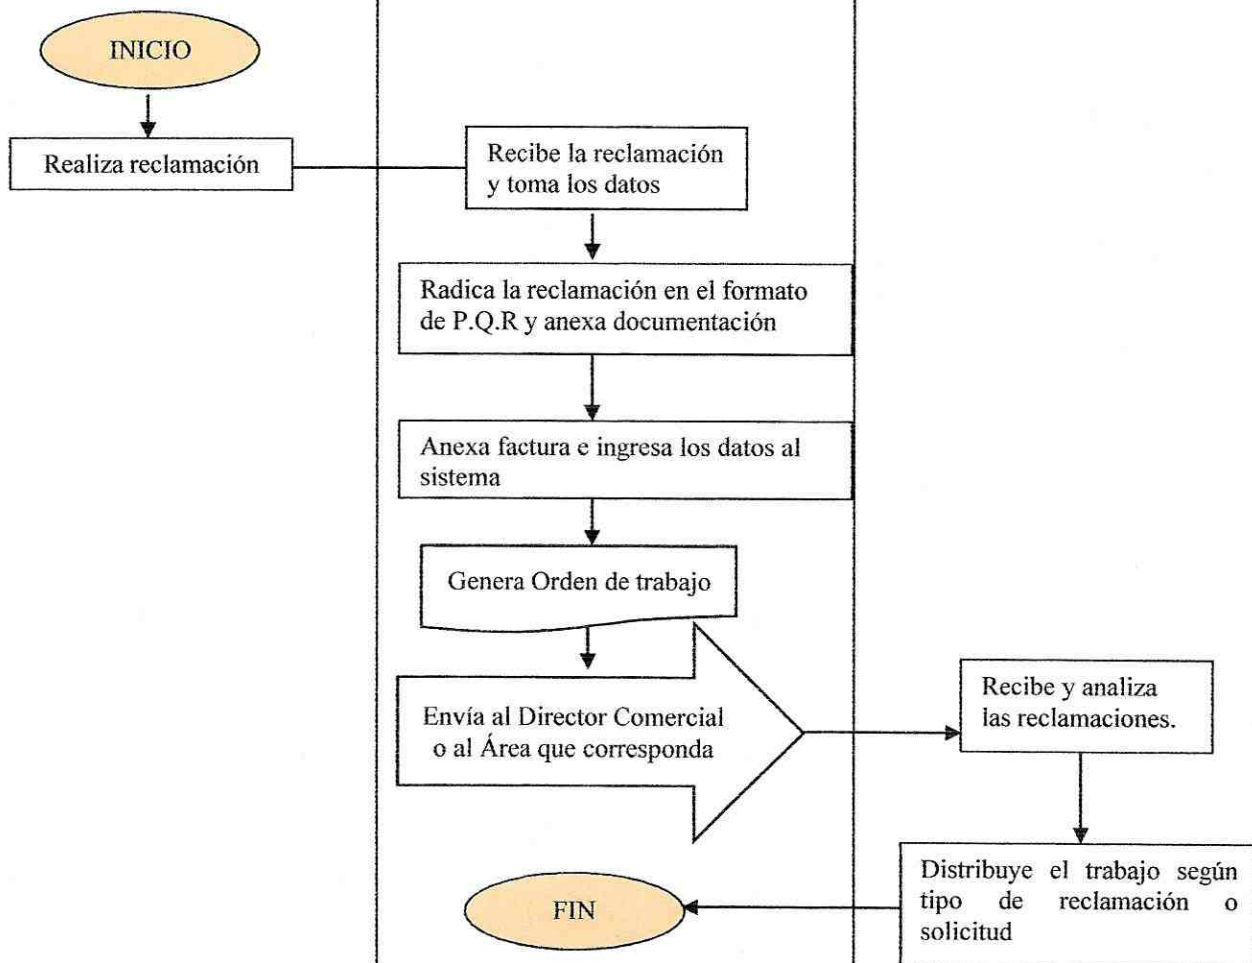 INICIO
Realiza reclamación
Recibe la reclamación
y toma los datos
Radica la reclamación en el formato
de P.Q.R y anexa documentación
Anexa factura e ingresa los datos al
sistema
Genera Orden de trabajo
Envía al Director Comercial
o al Área que corresponda
Recibe y analiza
las reclamaciones.
Distribuye el trabajo según
tipo de reclamación o
solicitud
FIN